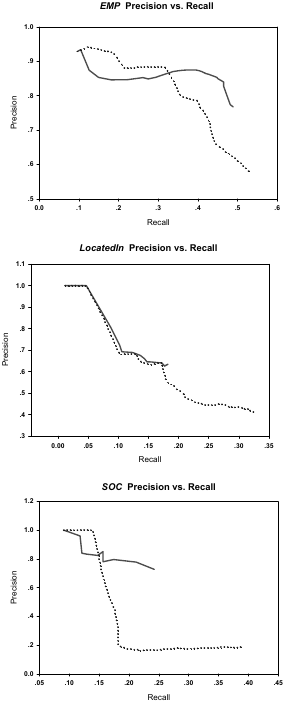 EMP Precision vs. Recall
1.0
.9
.8
.7
.6
.5
Precision
0.0 .1 .2 .3 .4 .5 .6
Recall
LocatedIn Precision vs. Recall
1.1
1.0
.9
.8
.7
.6
.5
.4
.3
Precision
0.00 .05 .10 .15 .20 .25 .30 .35
Recall
SOC Precision vs. Recall
1.2
1.0
.8
.6
.4
.2
0.0
Precision
.05 .10 .15 .20 .25 .30 .35 .40 .45
Recall